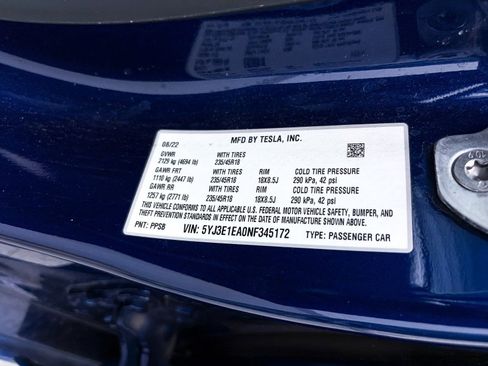 MFD BY TESLA, INC.
08/22
GVWR WITH TIRES
2129 kg (4694 lb) 235/45R18
GAWR FRT WITH TIRES RIM COLD TIRE PRESSURE
1110 kg (2447 lb) 235/45R18 18X8.5J 290 kPa, 42 psi
GAWR RR WITH TIRES RIM COLD TIRE PRESSURE
1257 kg (2771 lb) 235/45R18 18X8.5J 290 kPa, 42 psi
THIS VEHICLE CONFORMS TO ALL APPLICABLE U.S. FEDERAL MOTOR VEHICLE SAFETY, BUMPER, AND
THEFT PREVENTION STANDARDS IN EFFECT ON THE DATE OF MANUFACTURE SHOWN ABOVE.
PNT: PPSB VIN: 5YJ3E1EA0NF345172 TYPE: PASSENGER CAR